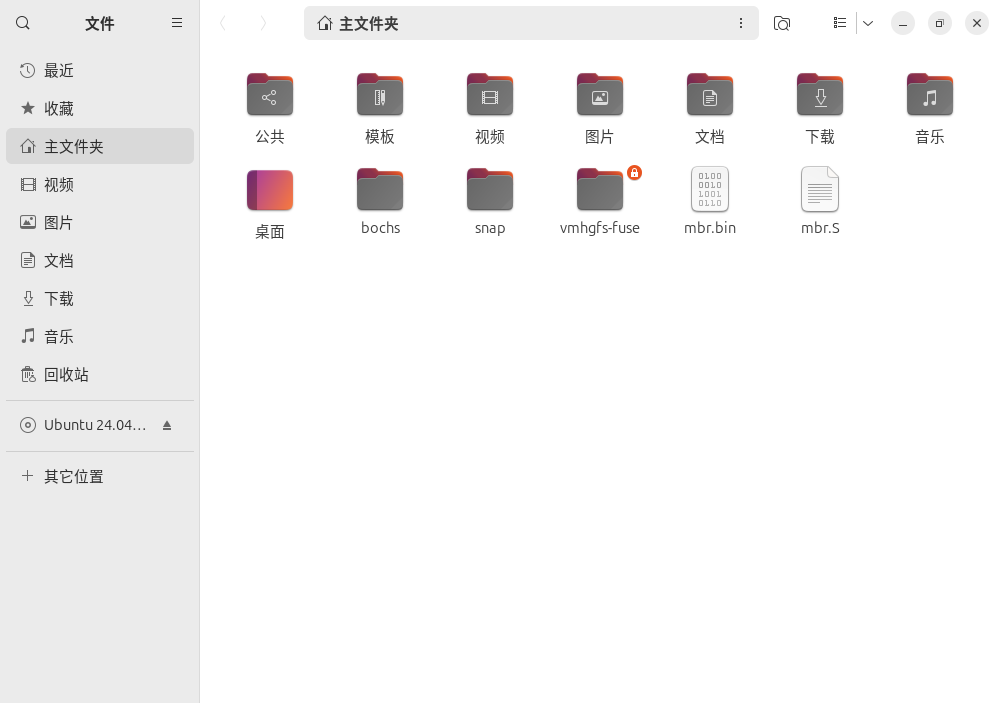 文件
主文件夹
最近
收藏
主文件夹
视频
图片
文档
下载
音乐
回收站
Ubuntu 24.04…
其它位置
公共
模板
视频
图片
文档
下载
音乐
桌面
bochs
snap
vmhgfs-fuse
mbr.bin
mbr.S
0100
0010
1001
0110